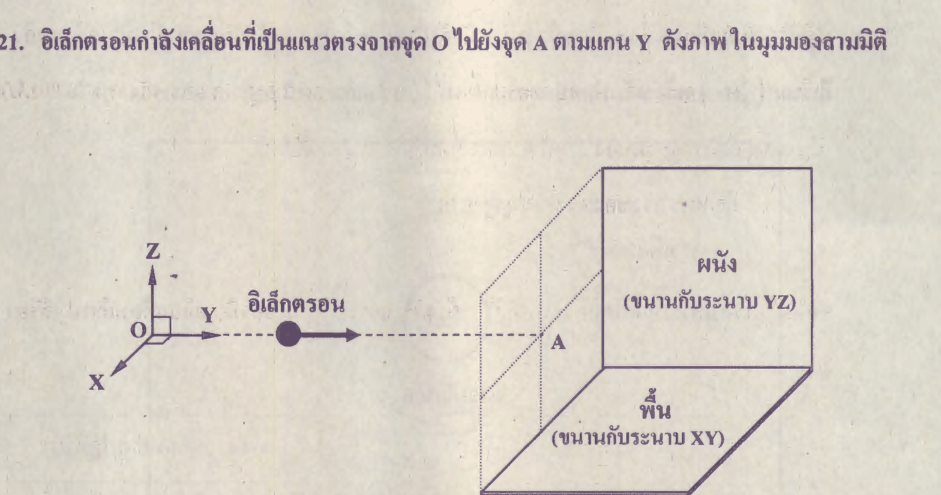 21. อิเล็กตรอนกำลังเคลื่อนที่เป็นแนวตรงจากจุด O ไปยังจุด A ตามแกน Y ดังภาพ ในมุมมองสามมิติ
Z
ผนัง
(ขนานกับระนาบ YZ)
อิเล็กตรอน
Y
O
A
X
พื้น
(ขนานกับระนาบ XY)